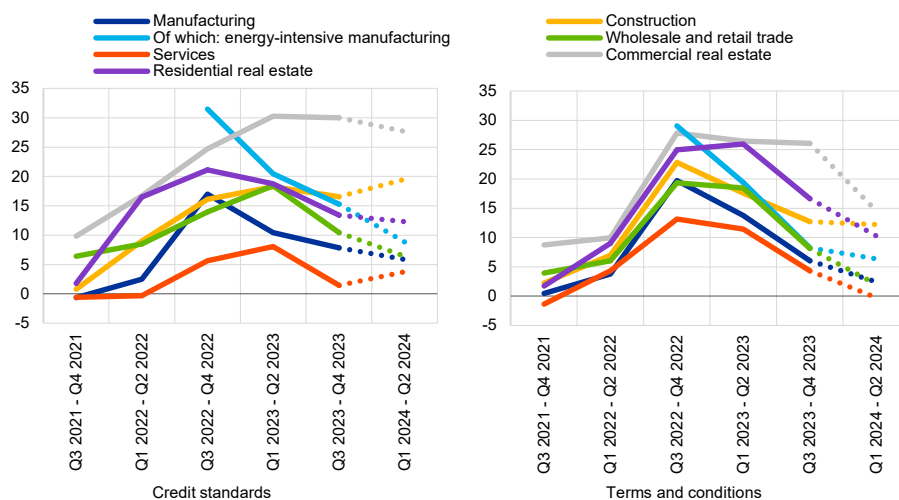 Manufacturing
Of which: energy-intensive manufacturing
Services
Residential real estate
Construction
Wholesale and retail trade
Commercial real estate
35
30
25
20
15
10
5
0
-5
Q3 2021 - Q4 2021
Q1 2022 - Q2 2022
Q3 2022 - Q4 2022
Q1 2023 - Q2 2023
Q3 2023 - Q4 2023
Q1 2024 - Q2 2024
Credit standards
35
30
25
20
15
10
5
0
-5
Q3 2021 - Q4 2021
Q1 2022 - Q2 2022
Q3 2022 - Q4 2022
Q1 2023 - Q2 2023
Q3 2023 - Q4 2023
Q1 2024 - Q2 2024
Terms and conditions